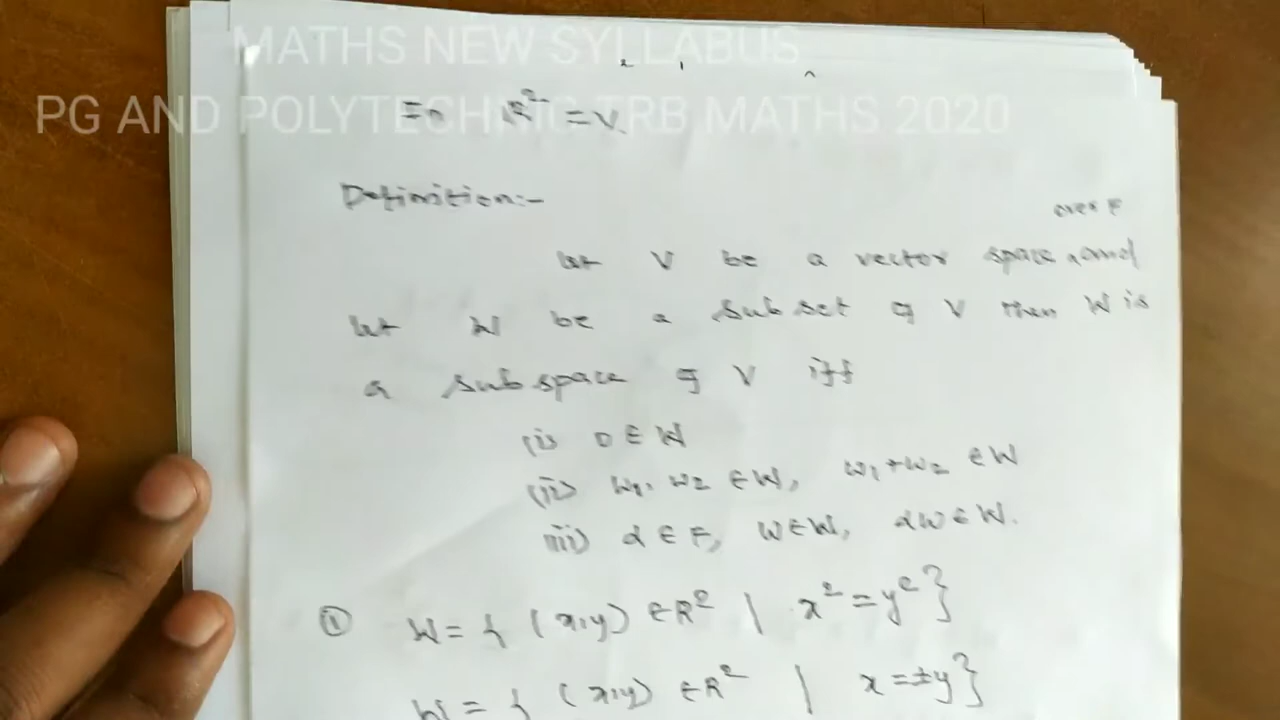 MATHS NEW SYLLABUS
PG AND POLYTECHNIC TRB MATHS 2020
In R² = V.
Definition:-
over F
let V be a vector space and
let W be a subset of V then W is
a subspace of V iff
(i) 0 ∈ W
(ii) w₁, w₂ ∈ W, w₁+w₂ ∈ W
iii) α ∈ F, W∈W, αW∈W.
① W = { (x,y) ∈R² | x² = y² }
W = { (x,y) ∈R² | x = ±y }